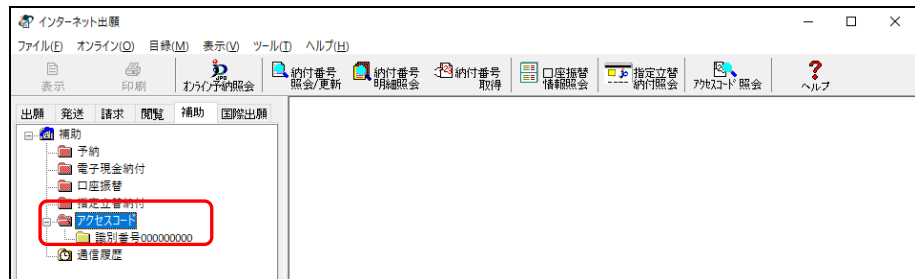 インターネット出願
ファイル(F) オンライン(O) 目録(M) 表示(V) ツール(T) ヘルプ(H)
表示 印刷 オンライン予納照会 納付番号照会/更新 納付番号明細照会 納付番号取得 口座振替情報照会 指定立替納付照会 アクセスコード照会 ヘルプ
出願 発送 請求 閲覧 補助 国際出願
補助
予納
電子現金納付
口座振替
指定立替納付
アクセスコード
識別番号000000000
通信履歴